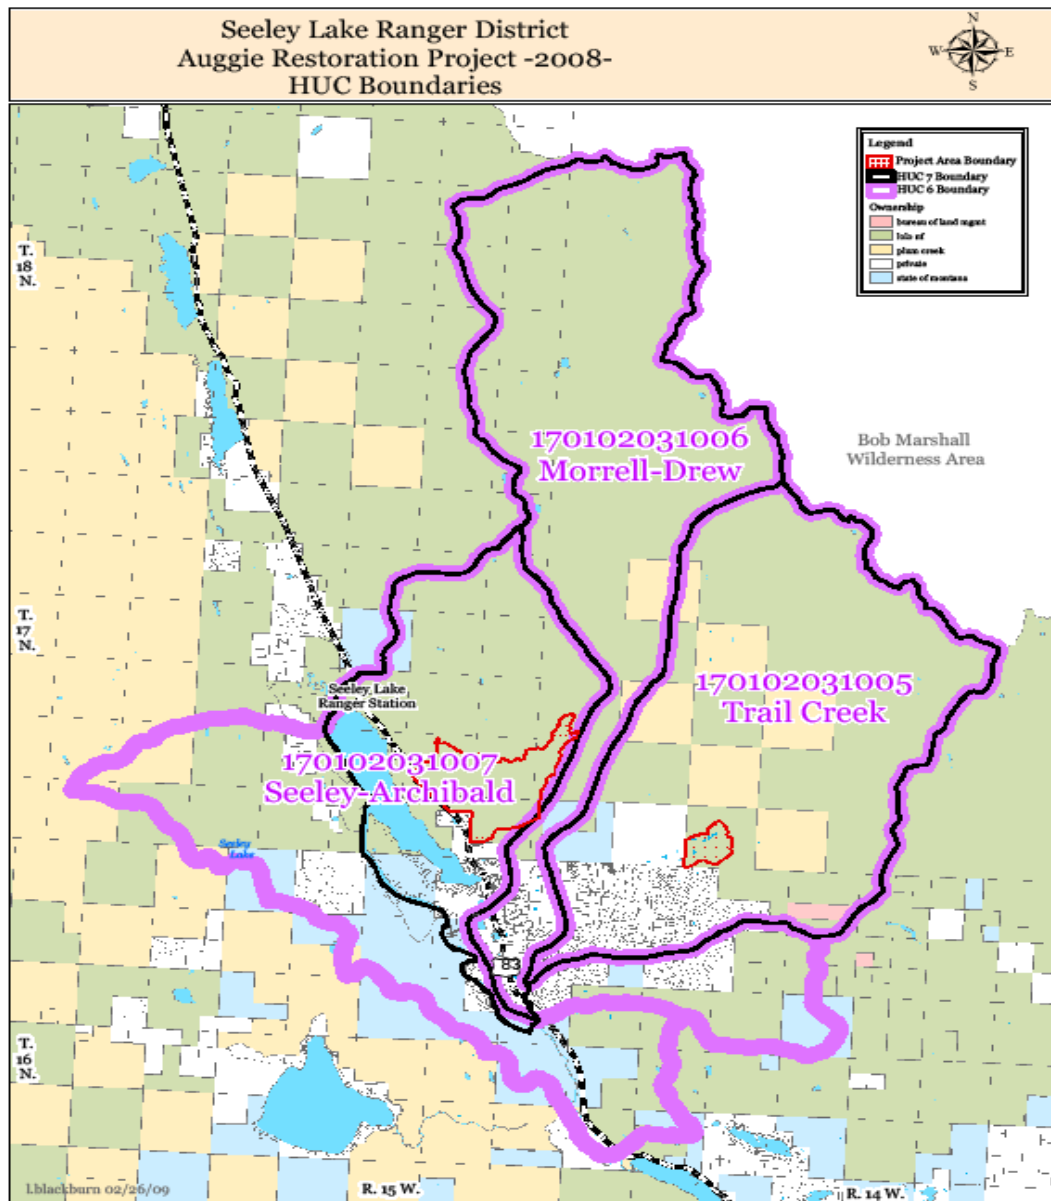 Seeley Lake Ranger District
Auggie Restoration Project -2008-
HUC Boundaries
N
W
E
S
Legend
Project Area Boundary
HUC 7 Boundary
HUC 6 Boundary
Ownership
bureau of land mgmt
lolo nf
plum creek
private
state of montana
T.
18
N.
170102031006
Morrell-Drew
Bob Marshall
Wilderness Area
T.
17
N.
Seeley Lake
Ranger Station
170102031005
Trail Creek
170102031007
Seeley-Archibald
Seeley
Lake
83
T.
16
N.
l.blackburn 02/26/09
R. 15 W.
R. 14 W.